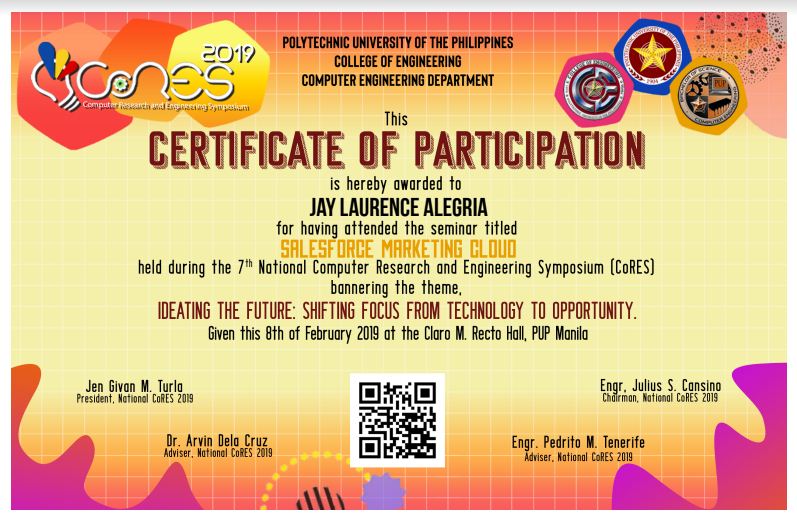 2019
CoRES
Computer Research and Engineering Symposium
POLYTECHNIC UNIVERSITY OF THE PHILIPPINES
COLLEGE OF ENGINEERING
COMPUTER ENGINEERING DEPARTMENT
1904
PUP
This
CERTIFICATE OF PARTICIPATION
is hereby awarded to
JAY LAURENCE ALEGRIA
for having attended the seminar titled
SALESFORCE MARKETING CLOUD
held during the 7th National Computer Research and Engineering Symposium (CoRES)
bannering the theme,
IDEATING THE FUTURE: SHIFTING FOCUS FROM TECHNOLOGY TO OPPORTUNITY.
Given this 8th of February 2019 at the Claro M. Recto Hall, PUP Manila
Jen Givan M. Turla
President, National CoRES 2019
Engr, Julius S. Cansino
Chairman, National CoRES 2019
Dr. Arvin Dela Cruz
Adviser, National CoRES 2019
Engr. Pedrito M. Tenerife
Adviser, National CoRES 2019